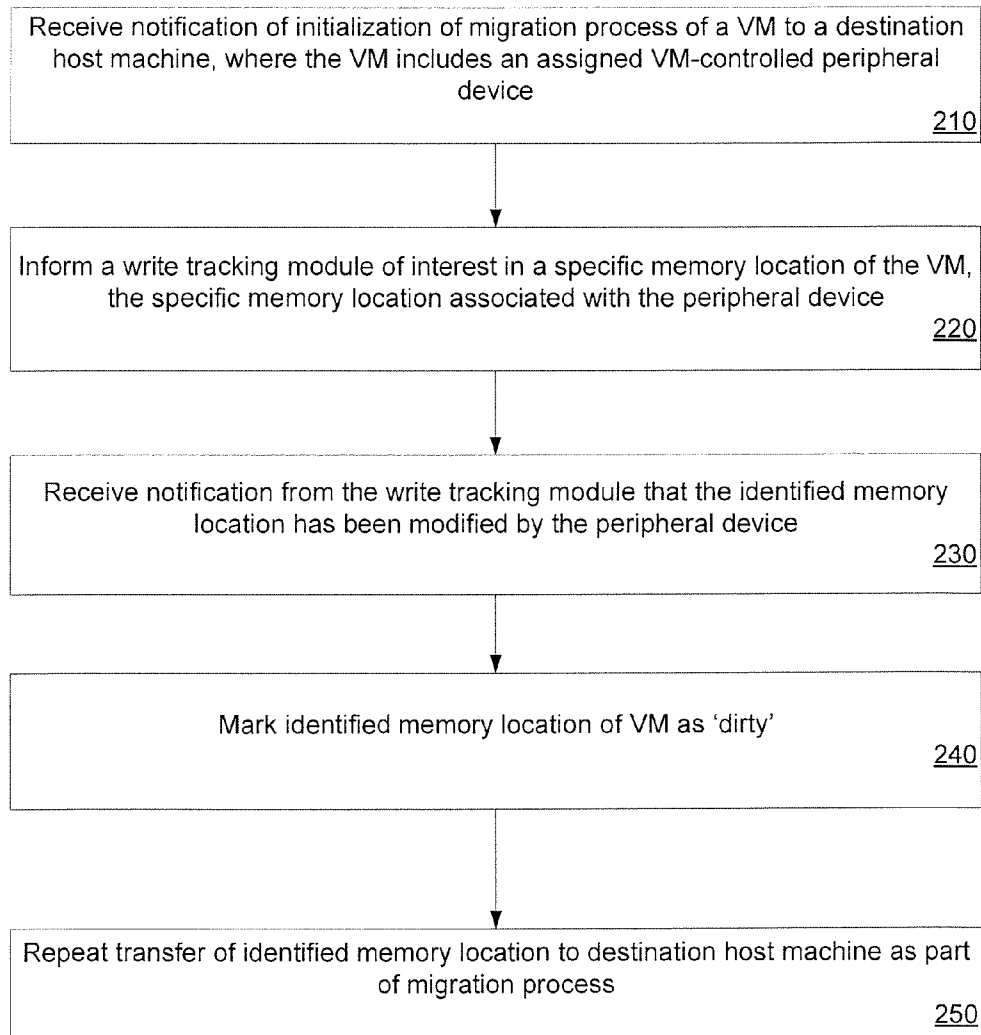 Receive notification of initialization of migration process of a VM to a destination
host machine, where the VM includes an assigned VM-controlled peripheral
device
210
Inform a write tracking module of interest in a specific memory location of the VM,
the specific memory location associated with the peripheral device
220
Receive notification from the write tracking module that the identified memory
location has been modified by the peripheral device
230
Mark identified memory location of VM as ‘dirty’
240
Repeat transfer of identified memory location to destination host machine as part
of migration process
250